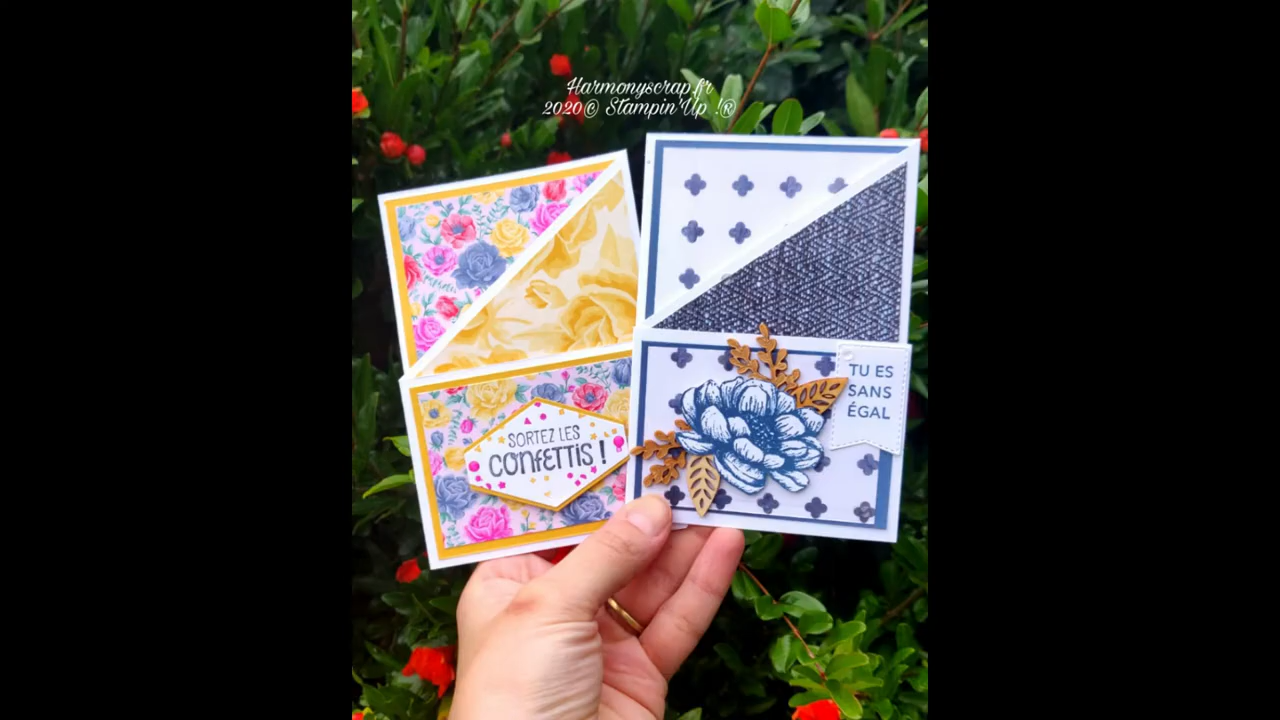 Harmonyscrap.fr
2020© Stampin'Up !®
TU ES
SANS
ÉGAL
SORTEZ LES
CONFETTIS !